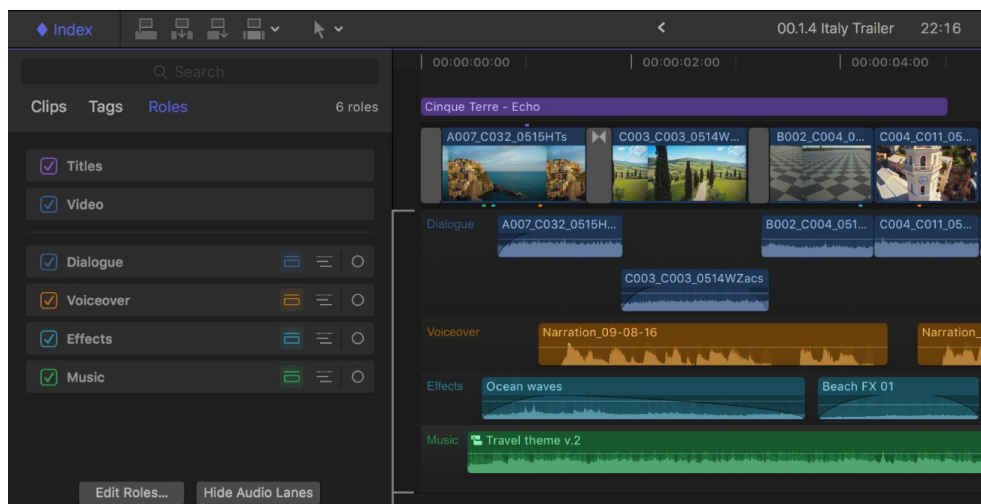 Index
00.1.4 Italy Trailer 22:16
Search
Clips Tags Roles 6 roles
Titles
Video
Dialogue
Voiceover
Effects
Music
Edit Roles... Hide Audio Lanes
00:00:00:00 00:00:02:00 00:00:04:00
Cinque Terre - Echo
A007_C032_0515HTs C003_C003_0514W... B002_C004_0... C004_C011_05...
Dialogue A007_C032_0515H... B002_C004_051... C004_C011_05...
C003_C003_0514WZacs
Voiceover Narration_09-08-16 Narration_
Effects Ocean waves Beach FX 01
Music Travel theme v.2